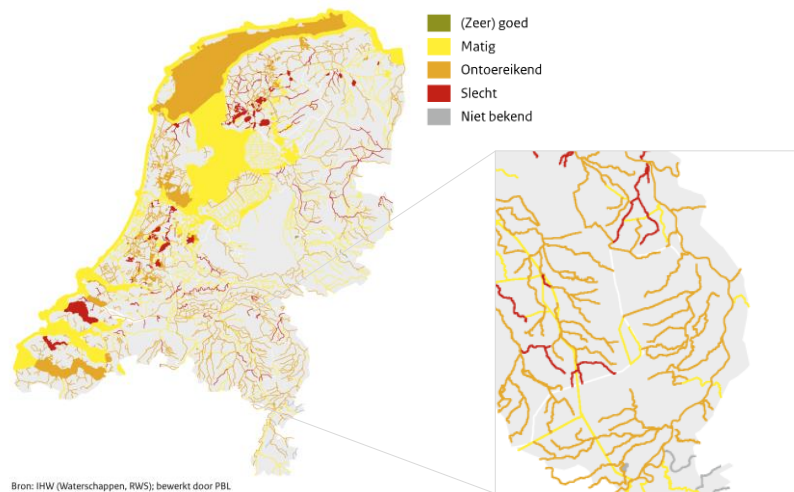 (Zeer) goed
Matig
Ontoereikend
Slecht
Niet bekend
Bron: IHW (Waterschappen, RWS); bewerkt door PBL